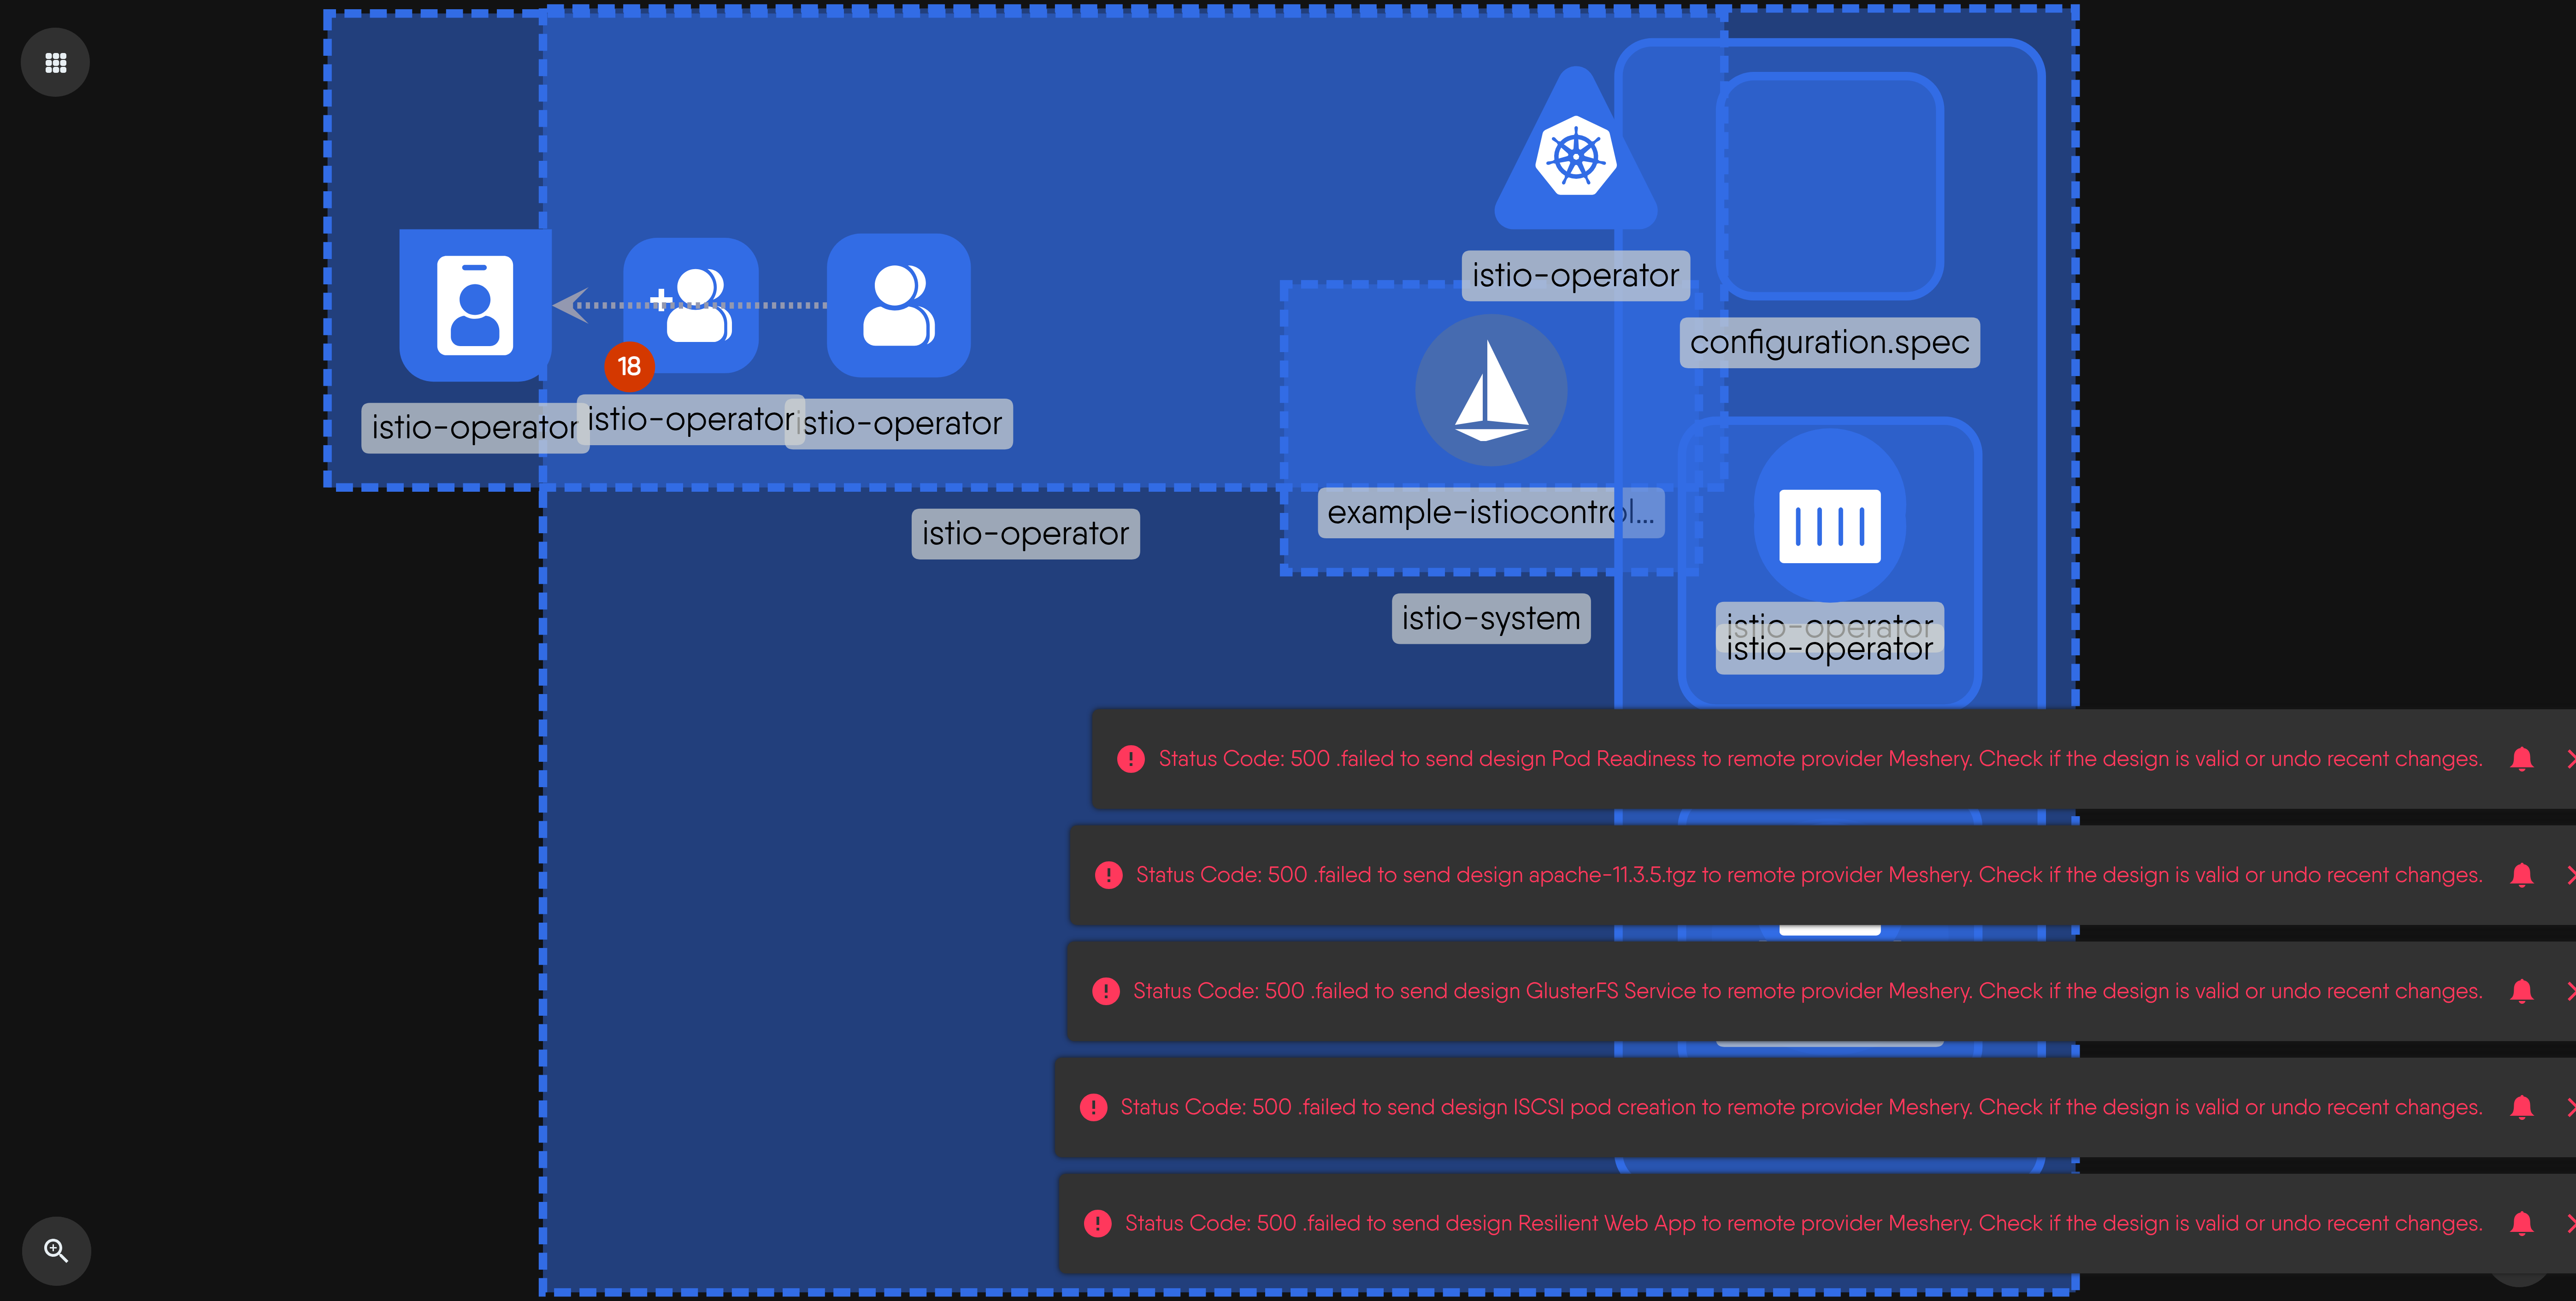 istio-operator
configuration.spec
18
istio-operator
istio-operator
istio-operator
example-istiocontrol...
istio-operator
istio-system
istio-operator
istio-operator
Status Code: 500 .failed to send design Pod Readiness to remote provider Meshery. Check if the design is valid or undo recent changes.
Status Code: 500 .failed to send design apache-11.3.5.tgz to remote provider Meshery. Check if the design is valid or undo recent changes.
Status Code: 500 .failed to send design GlusterFS Service to remote provider Meshery. Check if the design is valid or undo recent changes.
Status Code: 500 .failed to send design ISCSI pod creation to remote provider Meshery. Check if the design is valid or undo recent changes.
Status Code: 500 .failed to send design Resilient Web App to remote provider Meshery. Check if the design is valid or undo recent changes.